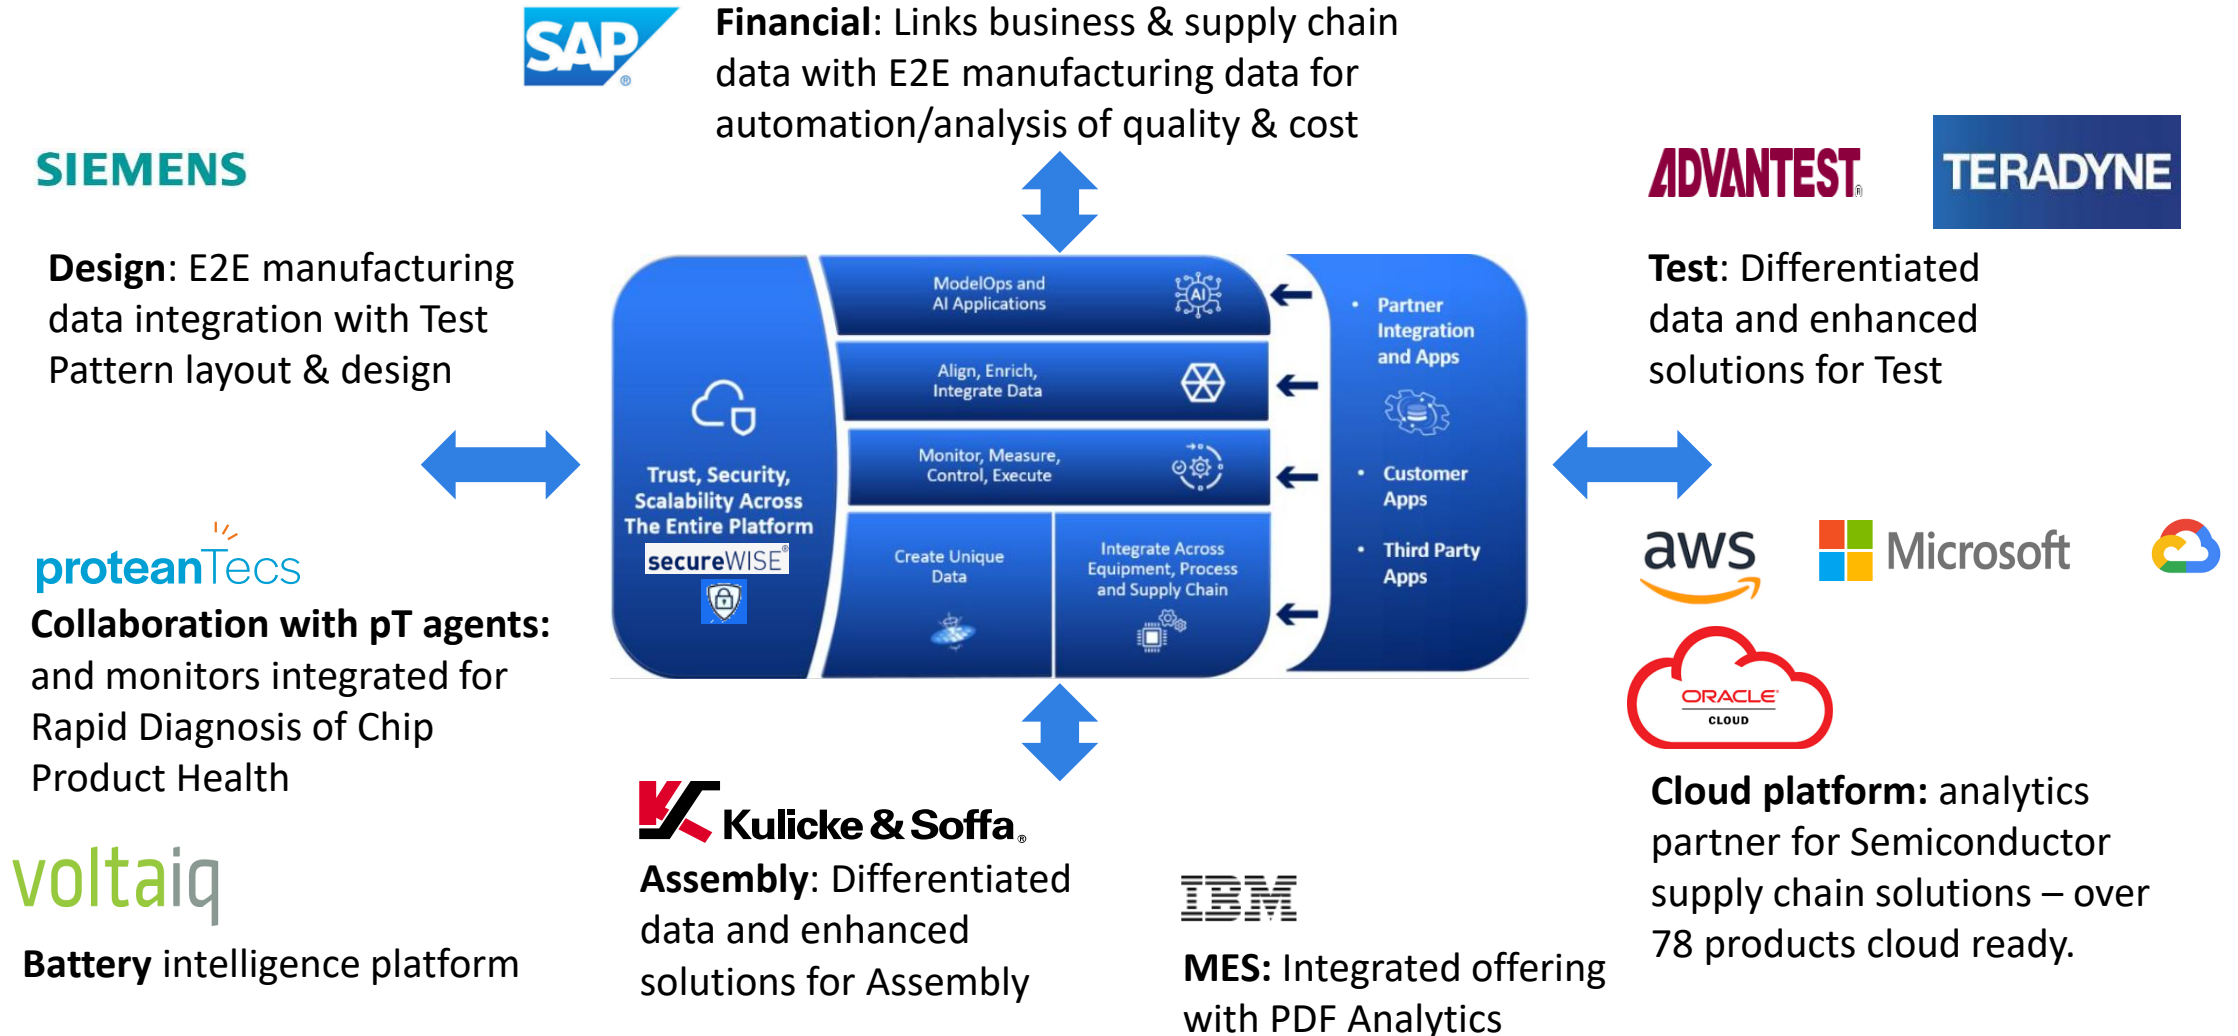 SAP
®
Financial: Links business & supply chain
data with E2E manufacturing data for
automation/analysis of quality & cost
SIEMENS
Design: E2E manufacturing
data integration with Test
Pattern layout & design
proteanTecs
Collaboration with pT agents:
and monitors integrated for
Rapid Diagnosis of Chip
Product Health
voltaiq
Battery intelligence platform
Trust, Security,
Scalability Across
The Entire Platform
secureWISE®
ModelOps and
AI Applications
AI
Align, Enrich,
Integrate Data
Monitor, Measure,
Control, Execute
Create Unique
Data
Integrate Across
Equipment, Process
and Supply Chain
• Partner
Integration
and Apps
• Customer
Apps
• Third Party
Apps
Kulicke & Soffa®
Assembly: Differentiated
data and enhanced
solutions for Assembly
IBM
MES: Integrated offering
with PDF Analytics
ADVANTEST®
TERADYNE
Test: Differentiated
data and enhanced
solutions for Test
aws
Microsoft
ORACLE®
CLOUD
Cloud platform: analytics
partner for Semiconductor
supply chain solutions – over
78 products cloud ready.